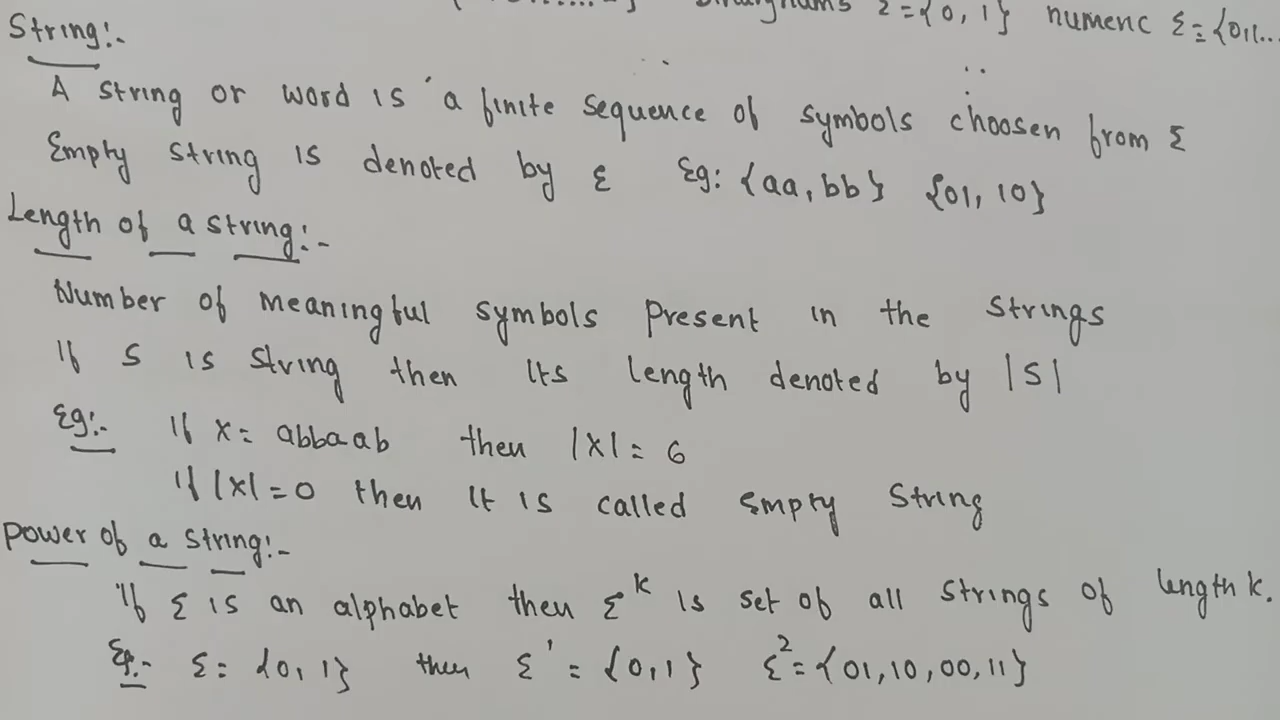 Σ={0, 1} numeric Σ={0,1...
String:-
A string or word is a finite sequence of symbols choosen from Σ
Empty string is denoted by ε Eg: {aa, bb} {01, 10}
Length of a string:-
Number of meaningful symbols present in the strings
If S is string then its length denoted by |S|
Eg:- If X= abbaab then |X|= 6
If |X|=0 then it is called empty string
Power of a string:-
If Σ is an alphabet then Σ^k is set of all strings of length k.
Eg:- Σ= {0, 1} then Σ¹ = {0,1} Σ²={01,10,00,11}